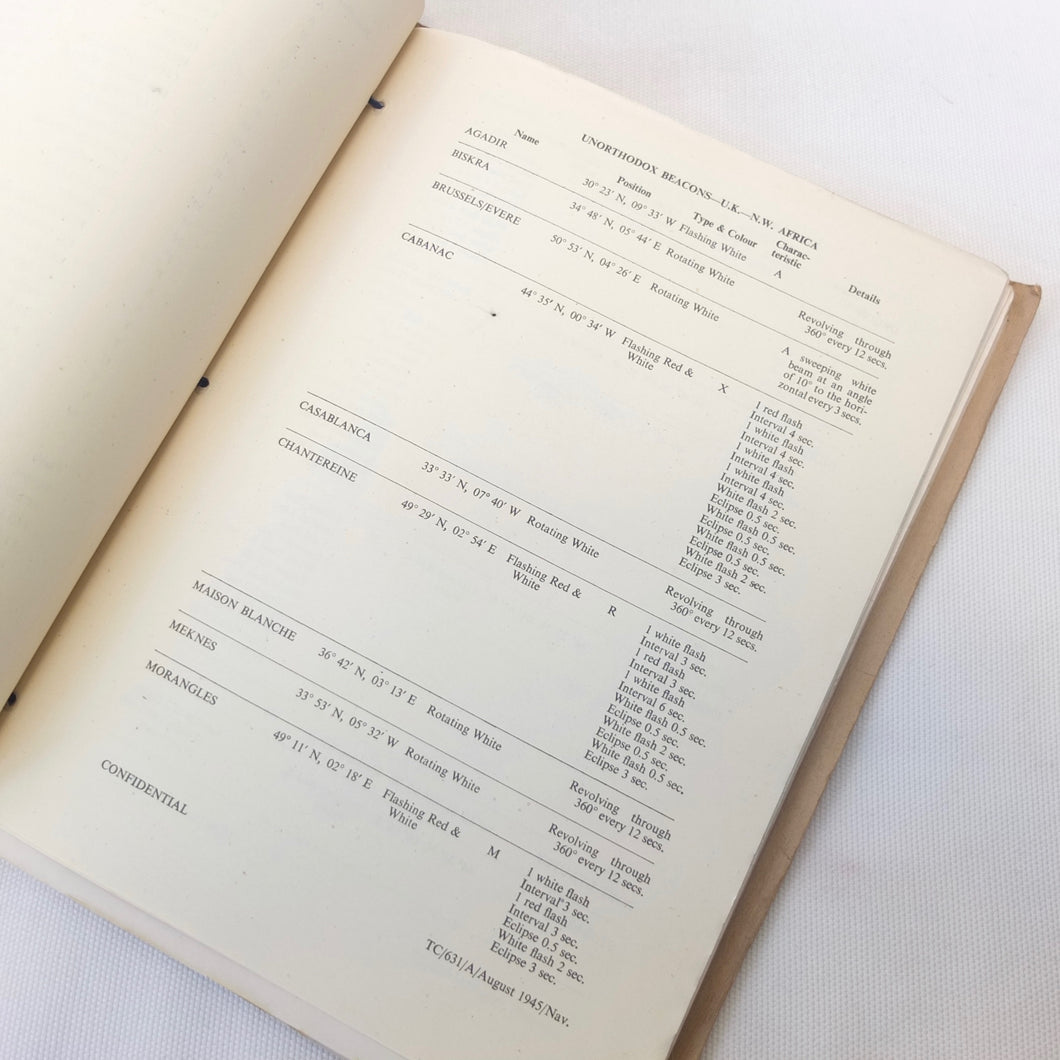 UNORTHODOX BEACONS—U.K.—N.W. AFRICA
Name Position Type & Colour Charac- Details
teristic
AGADIR 30° 23′ N, 09° 33′ W Flashing White A
BISKRA 34° 48′ N, 05° 44′ E Rotating White Revolving through
360° every 12 secs.
BRUSSELS/EVERE 50° 53′ N, 04° 26′ E Rotating White A sweeping white
beam at an angle
of 10° to the hori-
zontal every 3 secs.
CABANAC 44° 35′ N, 00° 34′ W Flashing Red & X 1 red flash
White Interval 4 sec.
1 white flash
Interval 4 sec.
1 white flash
Interval 4 sec.
1 white flash
Interval 4 sec.
White flash 2 sec.
Eclipse 0.5 sec.
White flash 0.5 sec.
Eclipse 0.5 sec.
White flash 0.5 sec.
Eclipse 0.5 sec.
White flash 2 sec.
Eclipse 3 sec.
CASABLANCA 33° 33′ N, 07° 40′ W Rotating White Revolving through
360° every 12 secs.
CHANTEREINE 49° 29′ N, 02° 54′ E Flashing Red & R 1 white flash
White Interval 3 sec.
1 red flash
Interval 3 sec.
1 white flash
Interval 6 sec.
White flash 0.5 sec.
Eclipse 0.5 sec.
White flash 2 sec.
Eclipse 0.5 sec.
White flash 0.5 sec.
Eclipse 3 sec.
MAISON BLANCHE 36° 42′ N, 03° 13′ E Rotating White Revolving through
360° every 12 secs.
MEKNES 33° 53′ N, 05° 32′ W Rotating White Revolving through
360° every 12 secs.
MORANGLES 49° 11′ N, 02° 18′ E Flashing Red & M 1 white flash
White Interval 3 sec.
1 red flash
Interval 3 sec.
Eclipse 0.5 sec.
White flash 2 sec.
Eclipse 3 sec.
CONFIDENTIAL TC/631/A/August 1945/Nav.